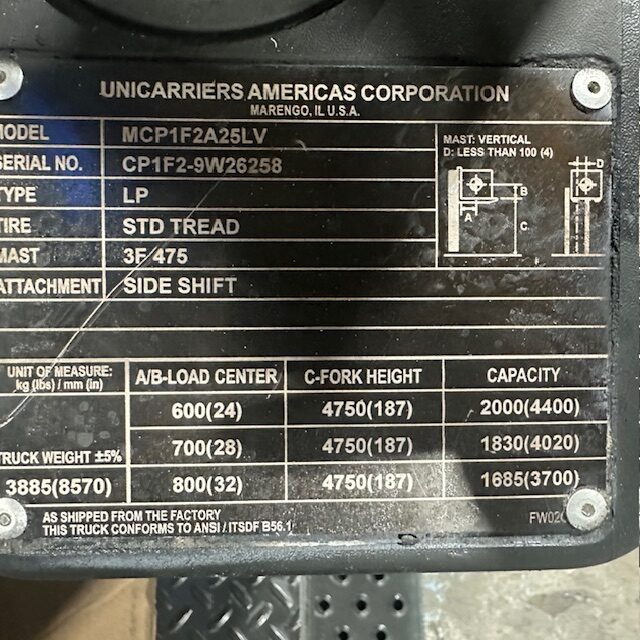 UNICARRIERS AMERICAS CORPORATION
MARENGO, IL U.S.A.
MODEL MCP1F2A25LV
SERIAL NO. CP1F2-9W26258
TYPE LP
TIRE STD TREAD
MAST 3F 475
ATTACHMENT SIDE SHIFT
MAST: VERTICAL
D: LESS THAN 100 (4)
D
B
A
C
UNIT OF MEASURE:
kg (lbs) / mm (in)
A/B-LOAD CENTER C-FORK HEIGHT CAPACITY
600(24) 4750(187) 2000(4400)
700(28) 4750(187) 1830(4020)
TRUCK WEIGHT ±5%
3885(8570) 800(32) 4750(187) 1685(3700)
AS SHIPPED FROM THE FACTORY
THIS TRUCK CONFORMS TO ANSI / ITSDF B56.1